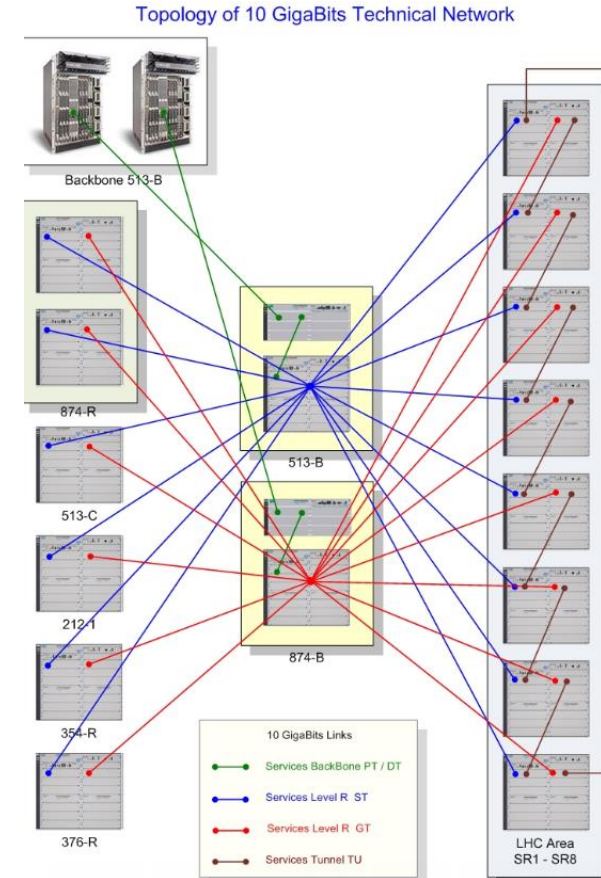 Topology of 10 GigaBits Technical Network
Backbone 513-B
874-R
513-C
212-1
354-R
376-R
513-B
874-B
10 GigaBits Links
Services BackBone PT / DT
Services Level R ST
Services Level R GT
Services Tunnel TU
LHC Area
SR1 - SR8